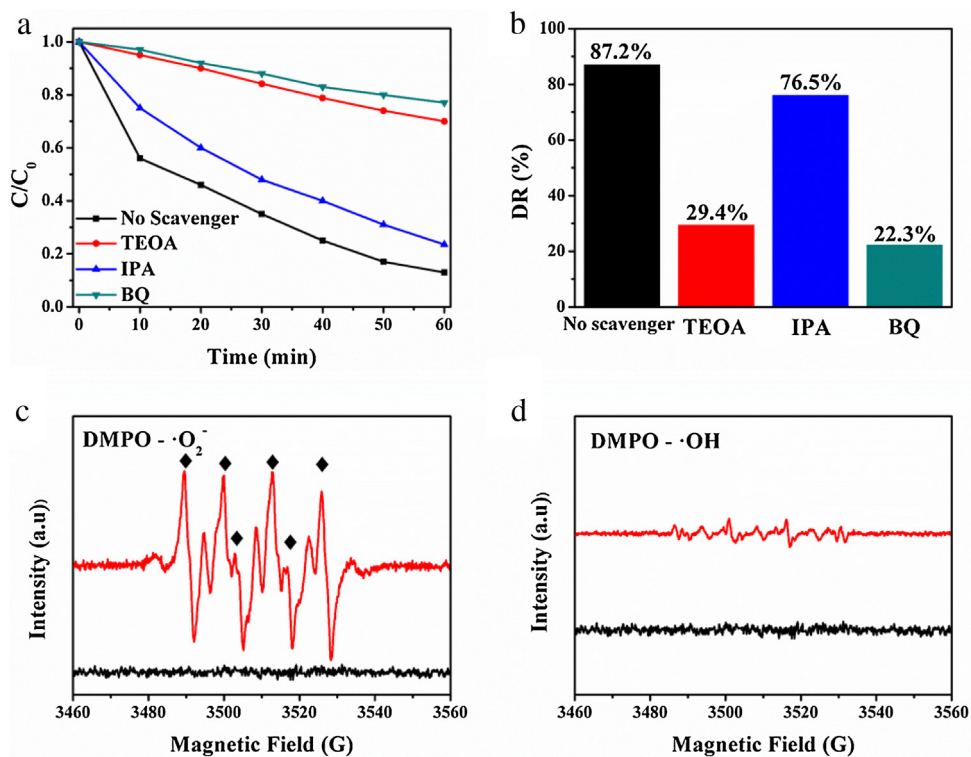 a
1.0
0.8
0.6
0.4
0.2
0.0
C/C0
No Scavenger
TEOA
IPA
BQ
0 10 20 30 40 50 60
Time (min)
b
100
80
60
40
20
0
DR (%)
87.2%
29.4%
76.5%
22.3%
No scavenger TEOA IPA BQ
c
DMPO - ·O2-
Intensity (a.u))
3460 3480 3500 3520 3540 3560
Magnetic Field (G)
d
DMPO - ·OH
Intensity (a.u))
3460 3480 3500 3520 3540 3560
Magnetic Field (G)